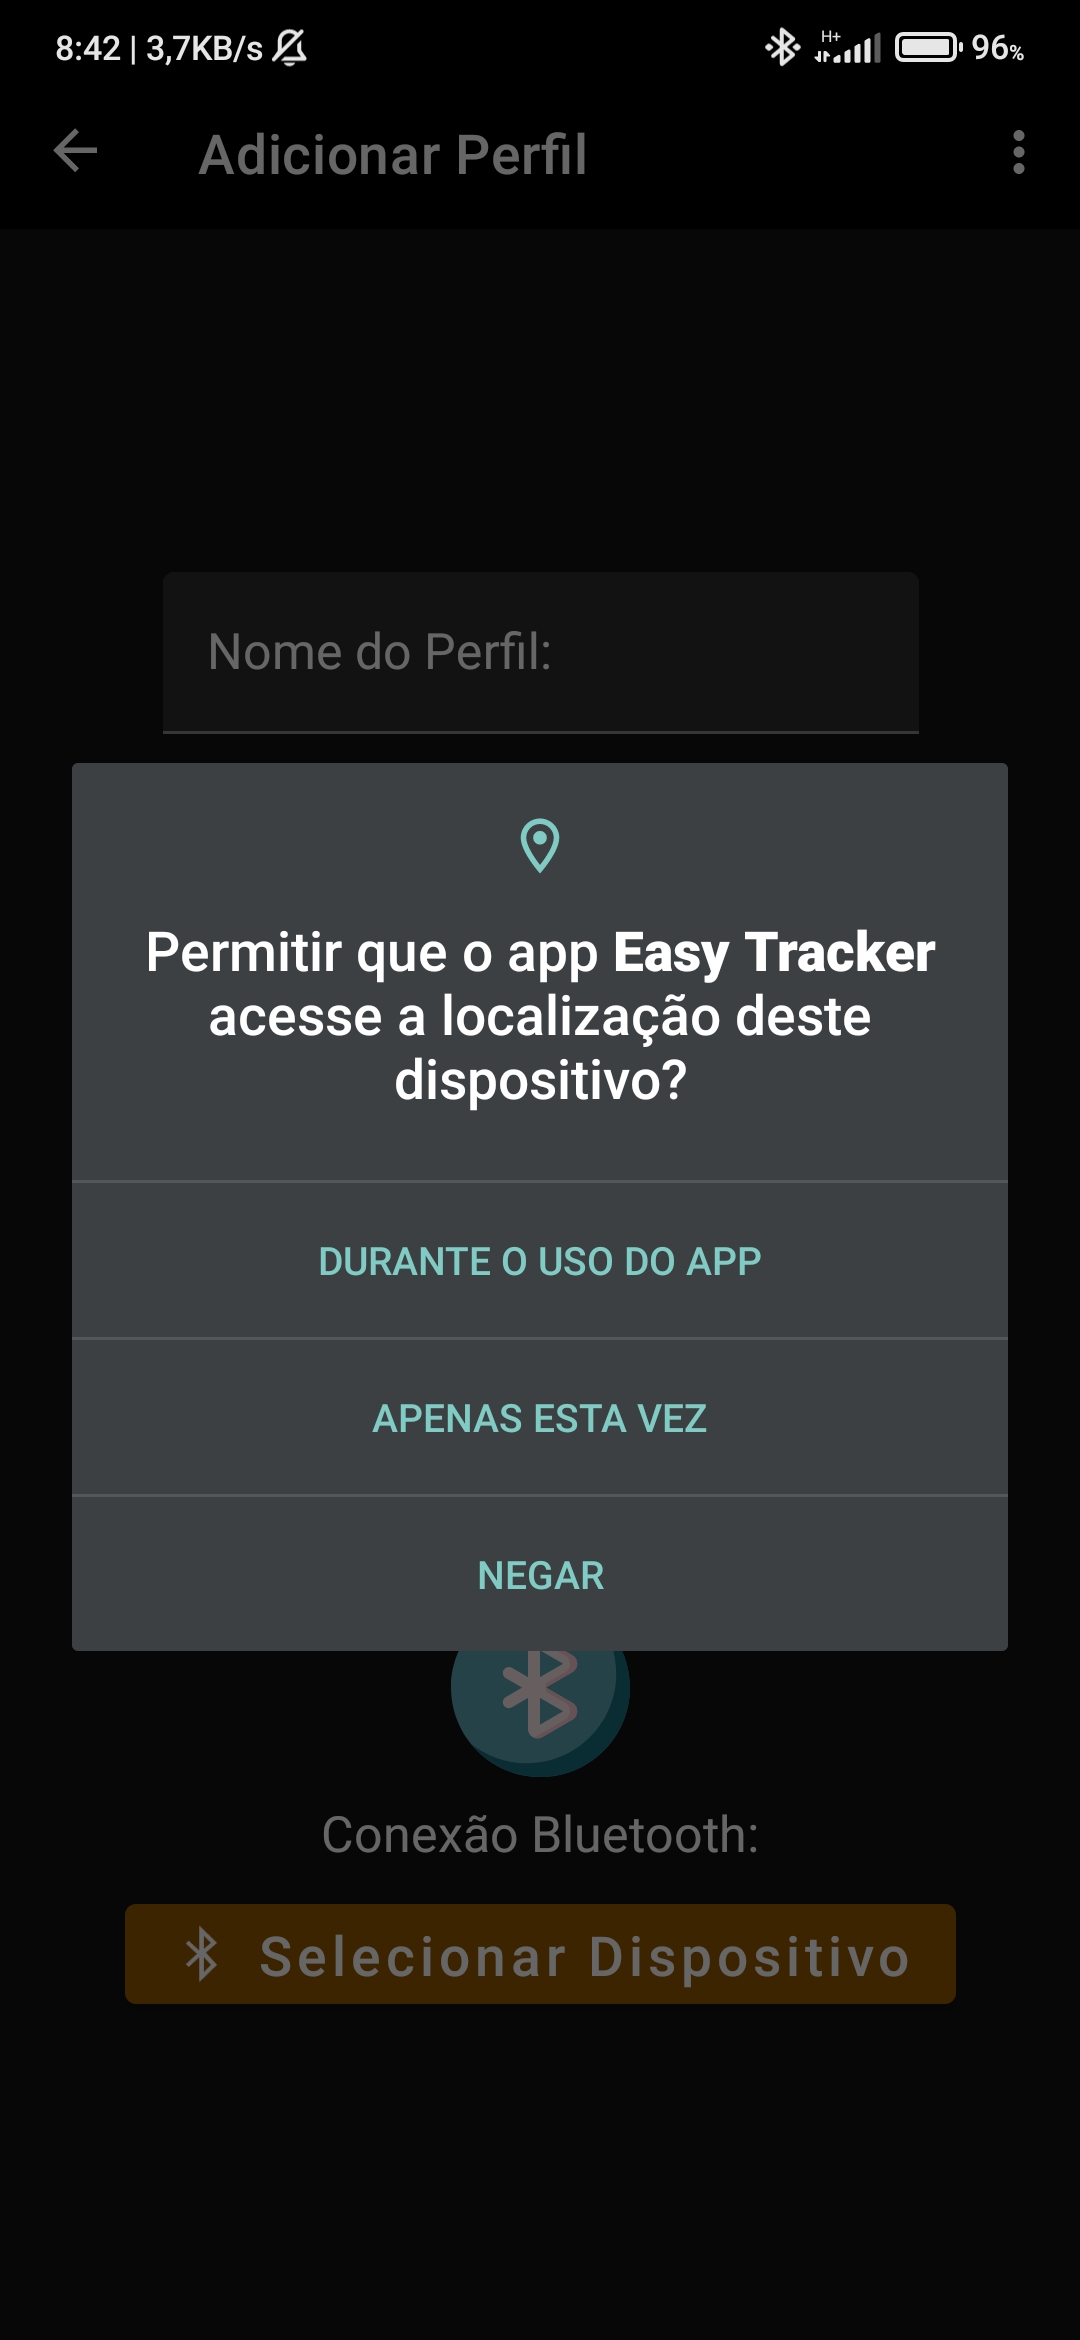 8:42 | 3,7KB/s H+ 96%
Adicionar Perfil
Nome do Perfil:
Permitir que o app Easy Tracker
acesse a localização deste
dispositivo?
DURANTE O USO DO APP
APENAS ESTA VEZ
NEGAR
Conexão Bluetooth:
Selecionar Dispositivo